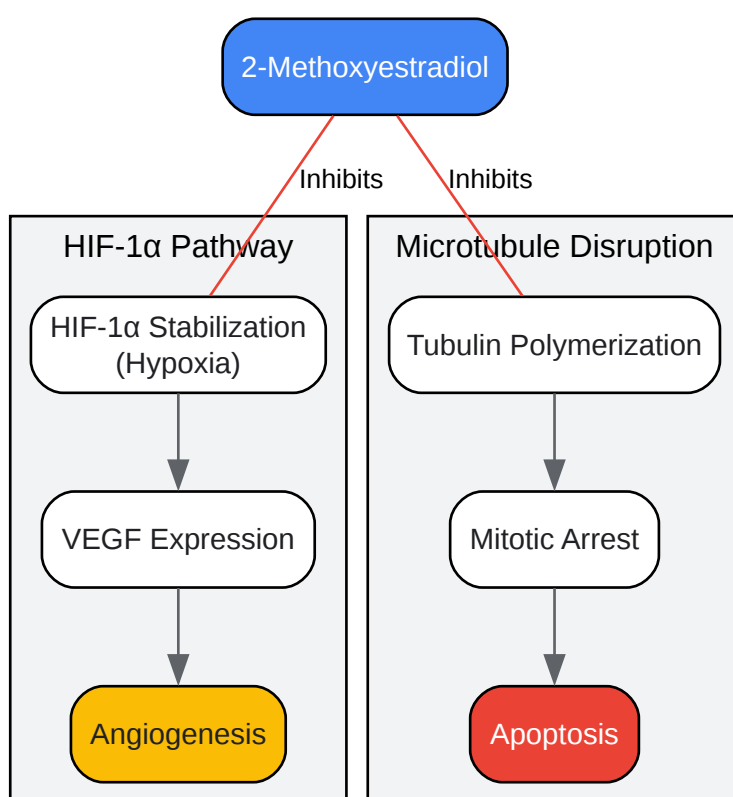 2-Methoxyestradiol
Inhibits
Inhibits
HIF-1α Pathway
HIF-1α Stabilization
(Hypoxia)
VEGF Expression
Angiogenesis
Microtubule Disruption
Tubulin Polymerization
Mitotic Arrest
Apoptosis